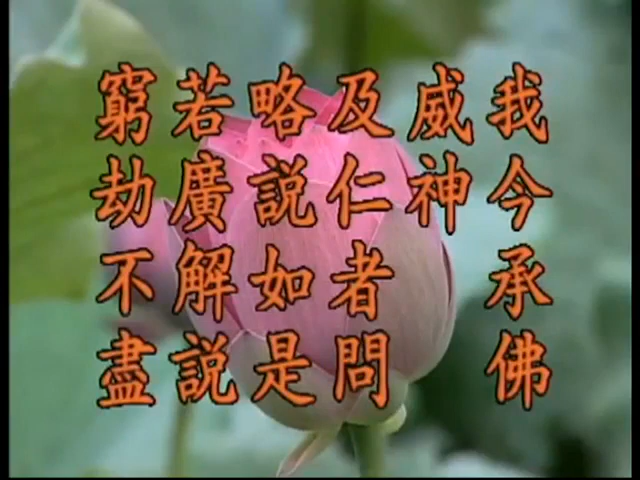 我今承佛
威神
及仁者問
略說如是
若廣解說
窮劫不盡